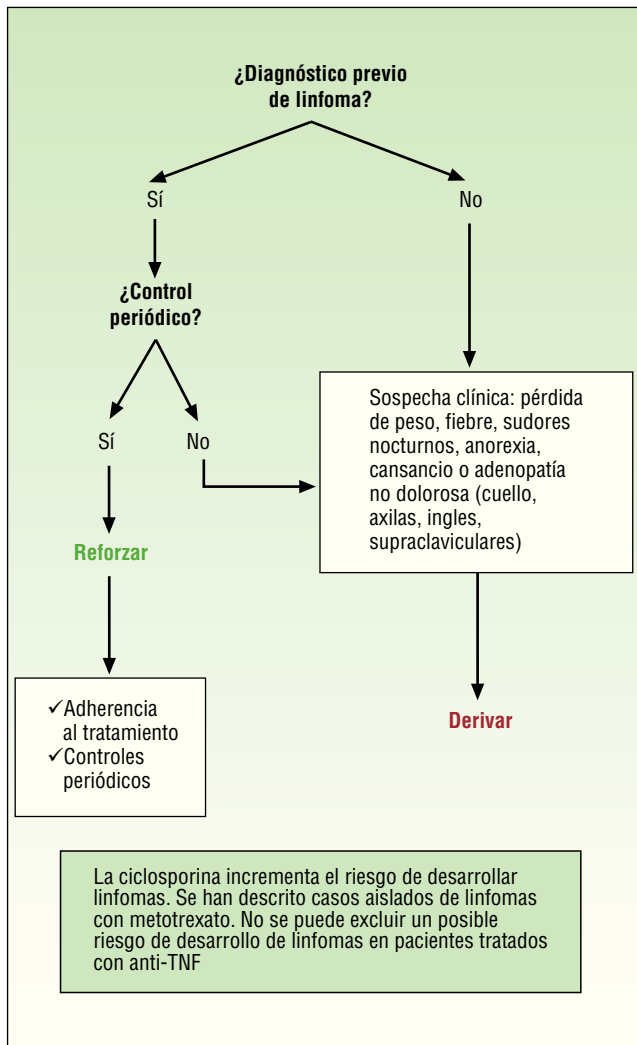 ¿Diagnóstico previo
de linfoma?
Sí
No
¿Control
periódico?
Sí
No
Reforzar
✓Adherencia
al tratamiento
✓Controles
periódicos
Sospecha clínica: pérdida
de peso, fiebre, sudores
nocturnos, anorexia,
cansancio o adenopatía
no dolorosa (cuello,
axilas, ingles,
supraclaviculares)
Derivar
La ciclosporina incrementa el riesgo de desarrollar
linfomas. Se han descrito casos aislados de linfomas
con metotrexato. No se puede excluir un posible
riesgo de desarrollo de linfomas en pacientes tratados
con anti-TNF